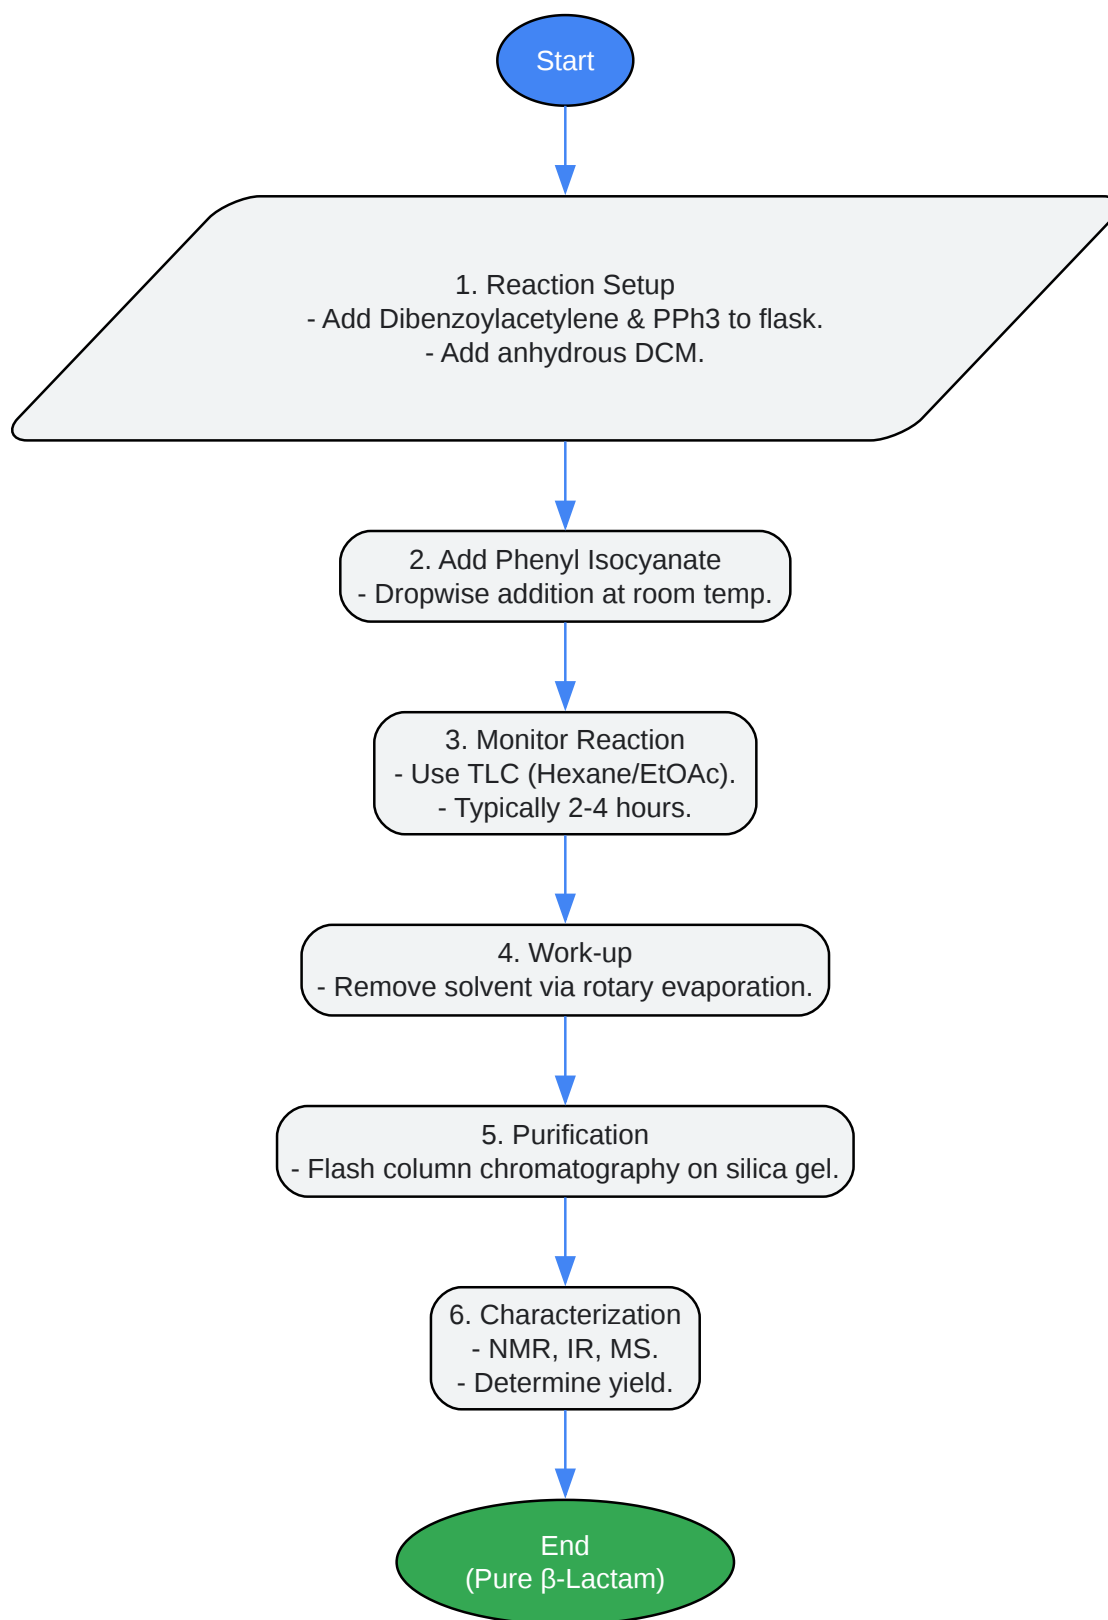 Start
1. Reaction Setup
- Add Dibenzoylacetylene & PPh3 to flask.
- Add anhydrous DCM.
2. Add Phenyl Isocyanate
- Dropwise addition at room temp.
3. Monitor Reaction
- Use TLC (Hexane/EtOAc).
- Typically 2-4 hours.
4. Work-up
- Remove solvent via rotary evaporation.
5. Purification
- Flash column chromatography on silica gel.
6. Characterization
- NMR, IR, MS.
- Determine yield.
End
(Pure β-Lactam)